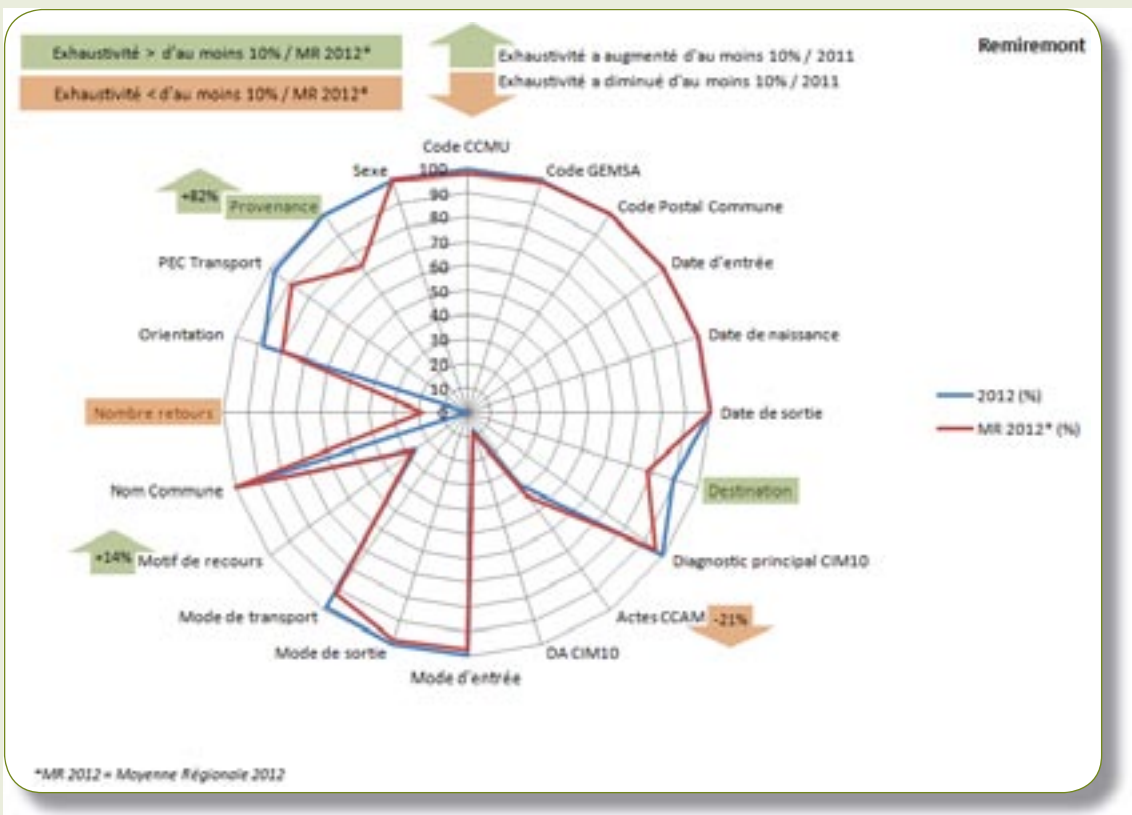 Exhaustivité > d'au moins 10% / MR 2012*
Exhaustivité < d'au moins 10% / MR 2012*
Exhaustivité a augmenté d'au moins 10% / 2011
Exhaustivité a diminué d'au moins 10% / 2011
Remiremont
Code CCMU
Sexe
Code GEMSA
+82%
Provenance
Code Postal Commune
PEC Transport
Date d'entrée
Orientation
Date de naissance
Nombre retours
Date de sortie
Nom Commune
Destination
+14%
Motif de recours
Diagnostic principal CIM10
Mode de transport
Actes CCAM
-21%
Mode de sortie
DA CIM10
Mode d'entrée
100
90
80
70
60
50
40
30
20
10
0
2012 (%)
MR 2012* (%)
*MR 2012 = Moyenne Régionale 2012